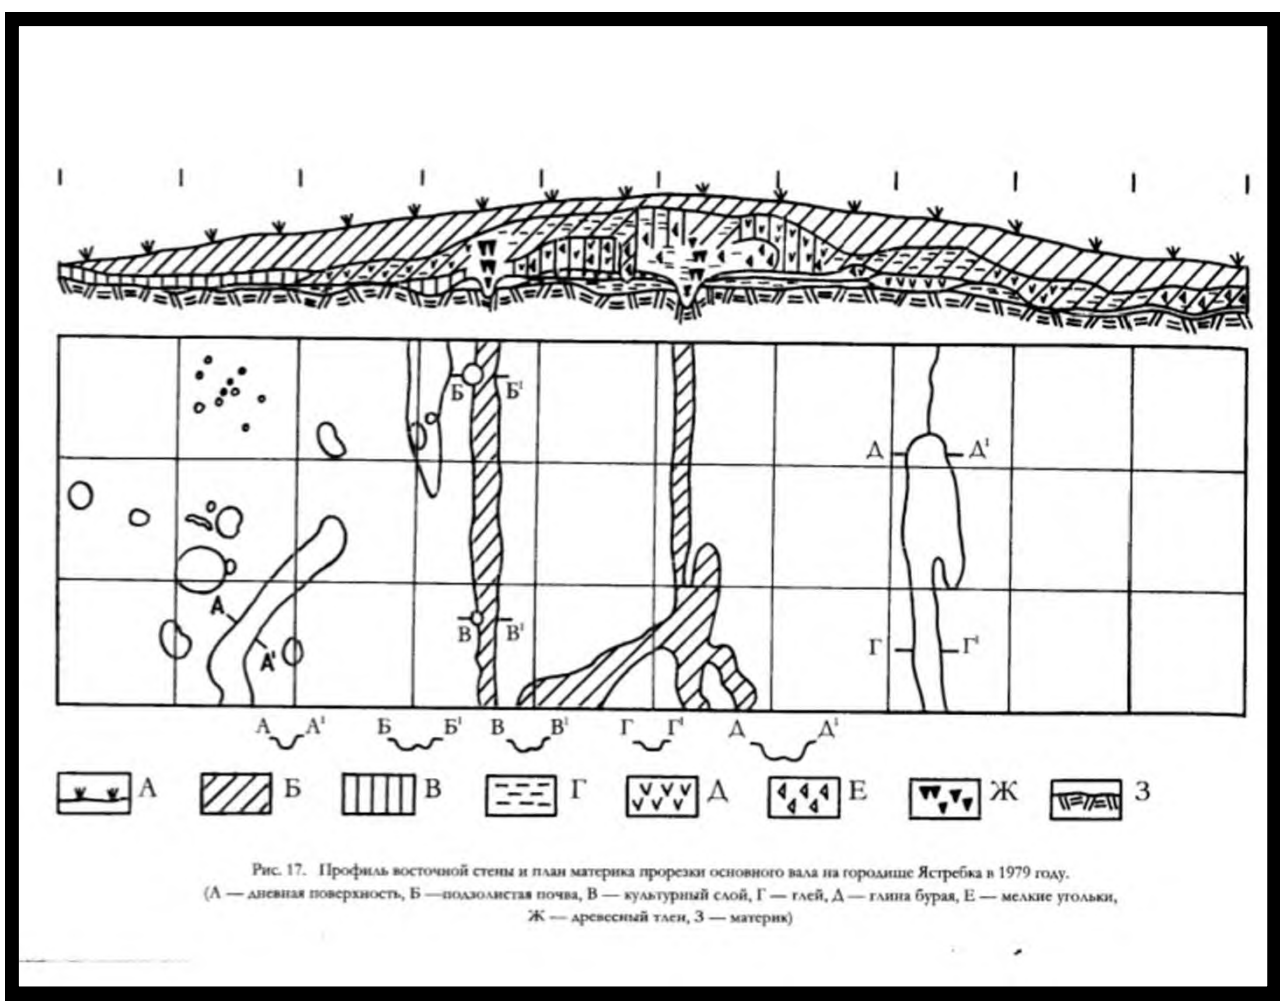 Б Б¹
Д Д¹
А
В В¹
Г Г¹
А¹
А А¹ Б Б¹ В В¹ Г Г¹ Д Д¹
А Б В Г Д Е Ж З
Рис. 17. Профиль восточной стены и план материка прорезки основного вала на городище Ястребка в 1979 году.
(А — дневная поверхность, Б —подзолистая почва, В — культурный слой, Г — глей, Д — глина бурая, Е — мелкие угольки,
Ж — древесный тлен, З — материк)